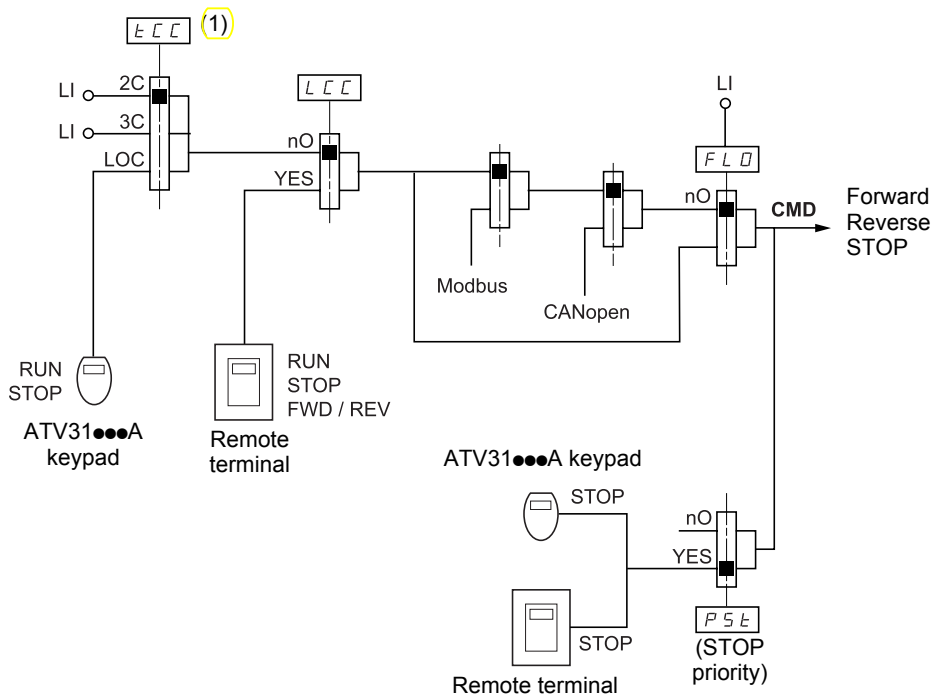 tCC (1)
LI 2C
LI 3C
LOC
LCC
nO
YES
LI
FLO
nO
CMD
Forward
Reverse
STOP
Modbus
CANopen
RUN
STOP
ATV31●●●A
keypad
RUN
STOP
FWD / REV
Remote
terminal
ATV31●●●A keypad
STOP
nO
YES
STOP
PSt
(STOP
priority)
Remote terminal